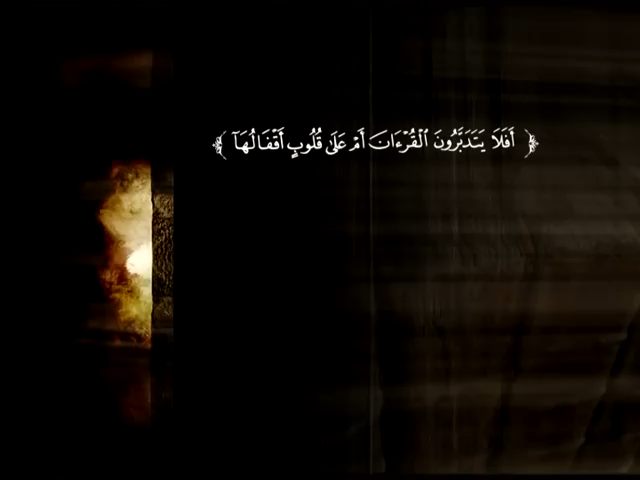 ﴿ أَفَلَا يَتَدَبَّرُونَ ٱلْقُرْءَانَ أَمْ عَلَىٰ قُلُوبٍ أَقْفَالُهَآ ﴾